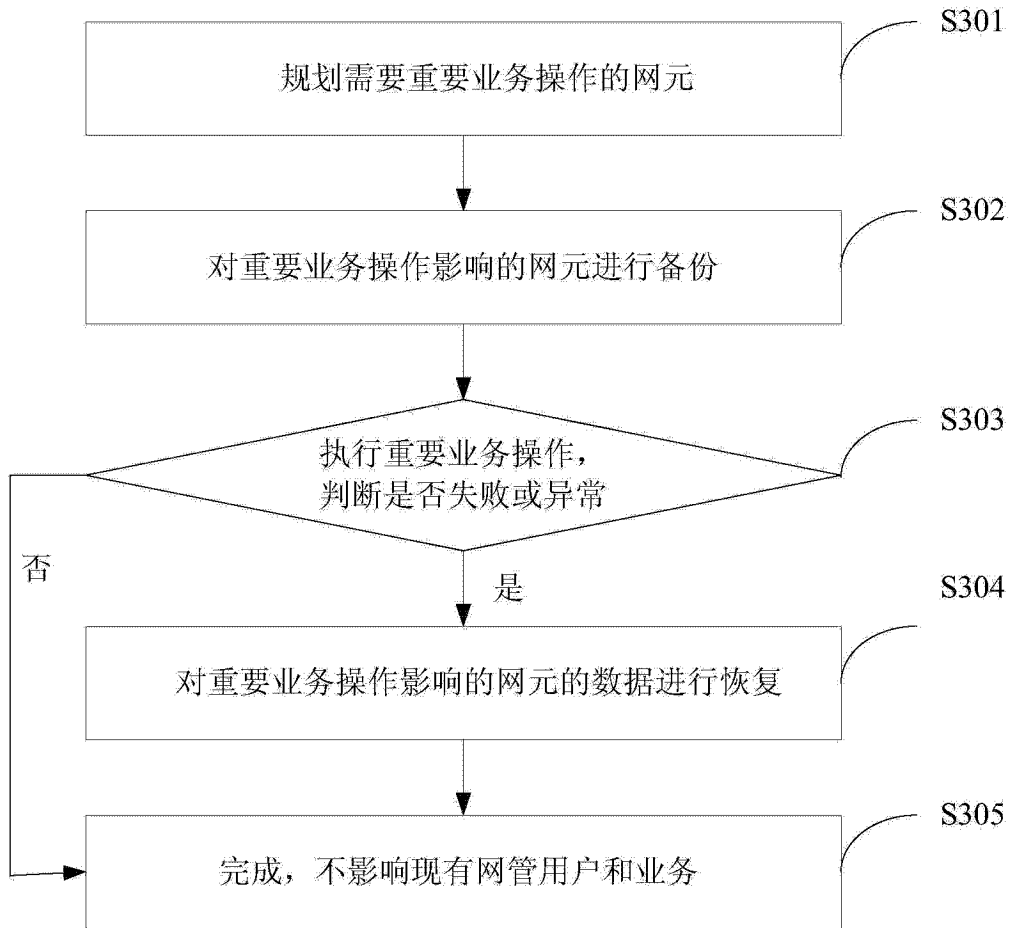 S301
规划需要重要业务操作的网元
S302
对重要业务操作影响的网元进行备份
S303
执行重要业务操作，
判断是否失败或异常
否
是
S304
对重要业务操作影响的网元的数据进行恢复
S305
完成，不影响现有网管用户和业务